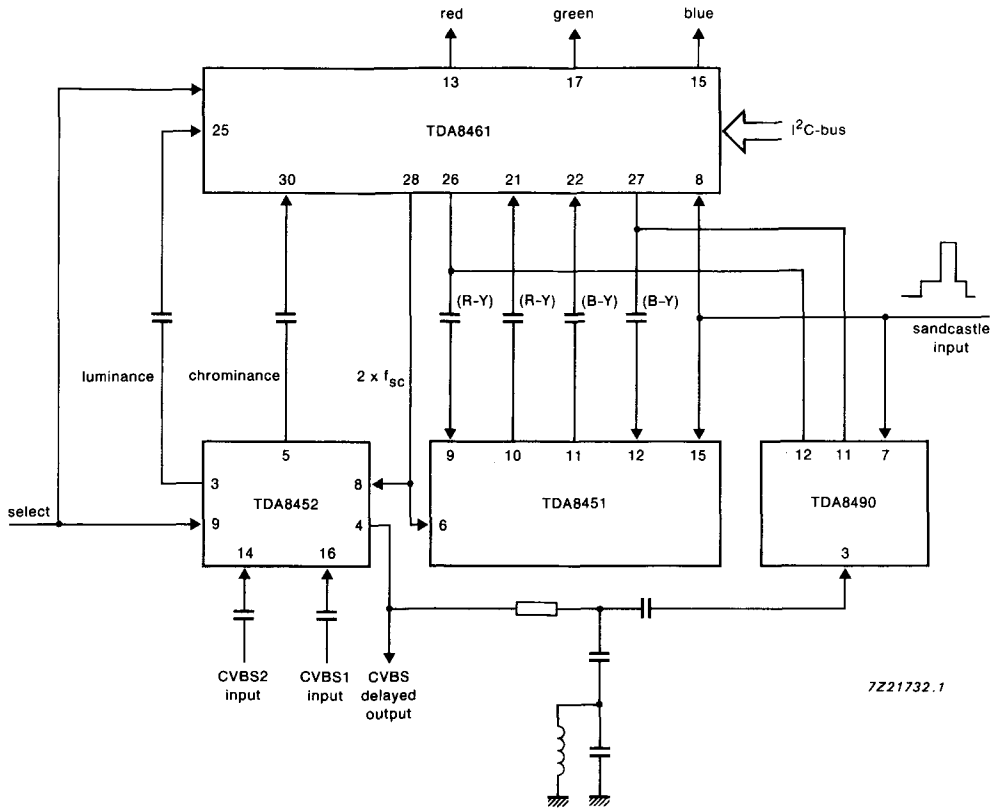 red green blue
13 17 15
25 TDA8461 I²C-bus
30 28 26 21 22 27 8
(R-Y) (R-Y) (B-Y) (B-Y)
sandcastle
input
luminance chrominance 2 x fsc
5 9 10 11 12 15 12 11 7
3 8
TDA8452 TDA8451 TDA8490
select
9 4 6
14 16 3
CVBS2
input
CVBS1
input
CVBS
delayed
output
7Z21732.1